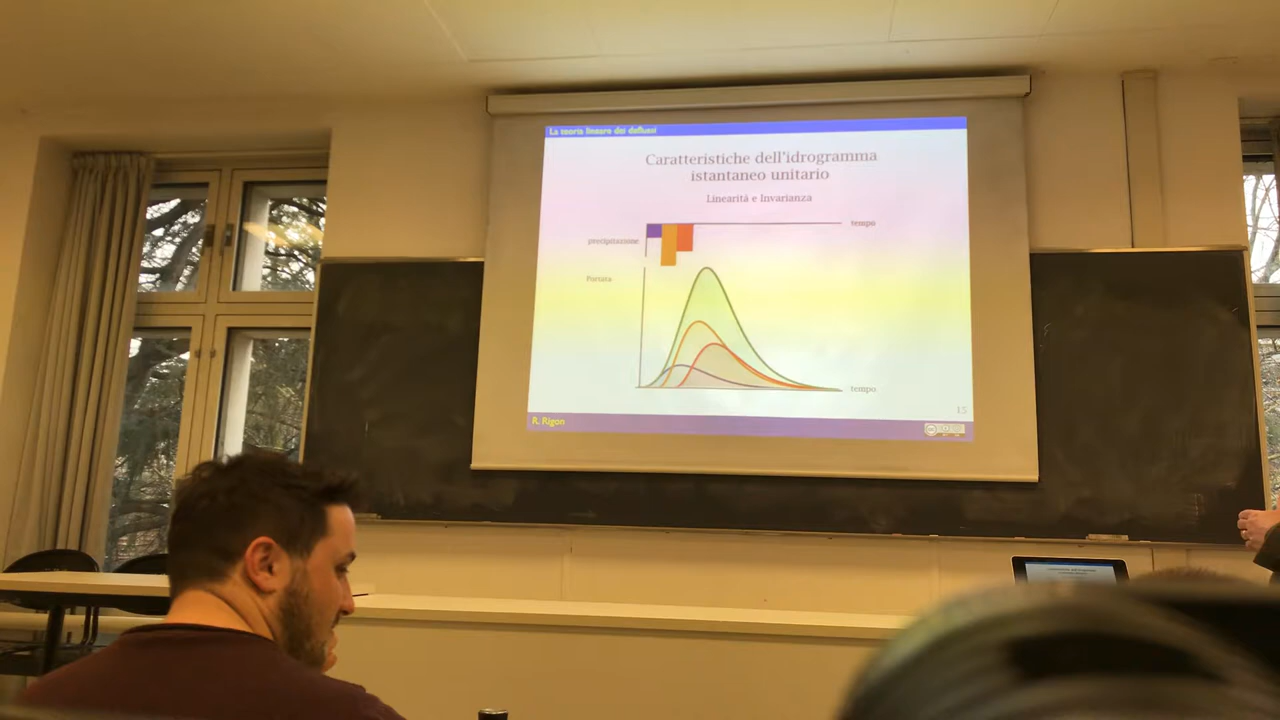 La teoria lineare dei deflussi
Caratteristiche dell'idrogramma
istantaneo unitario
Linearità e Invarianza
tempo
precipitazione
Portata
tempo
15
R. Rigon